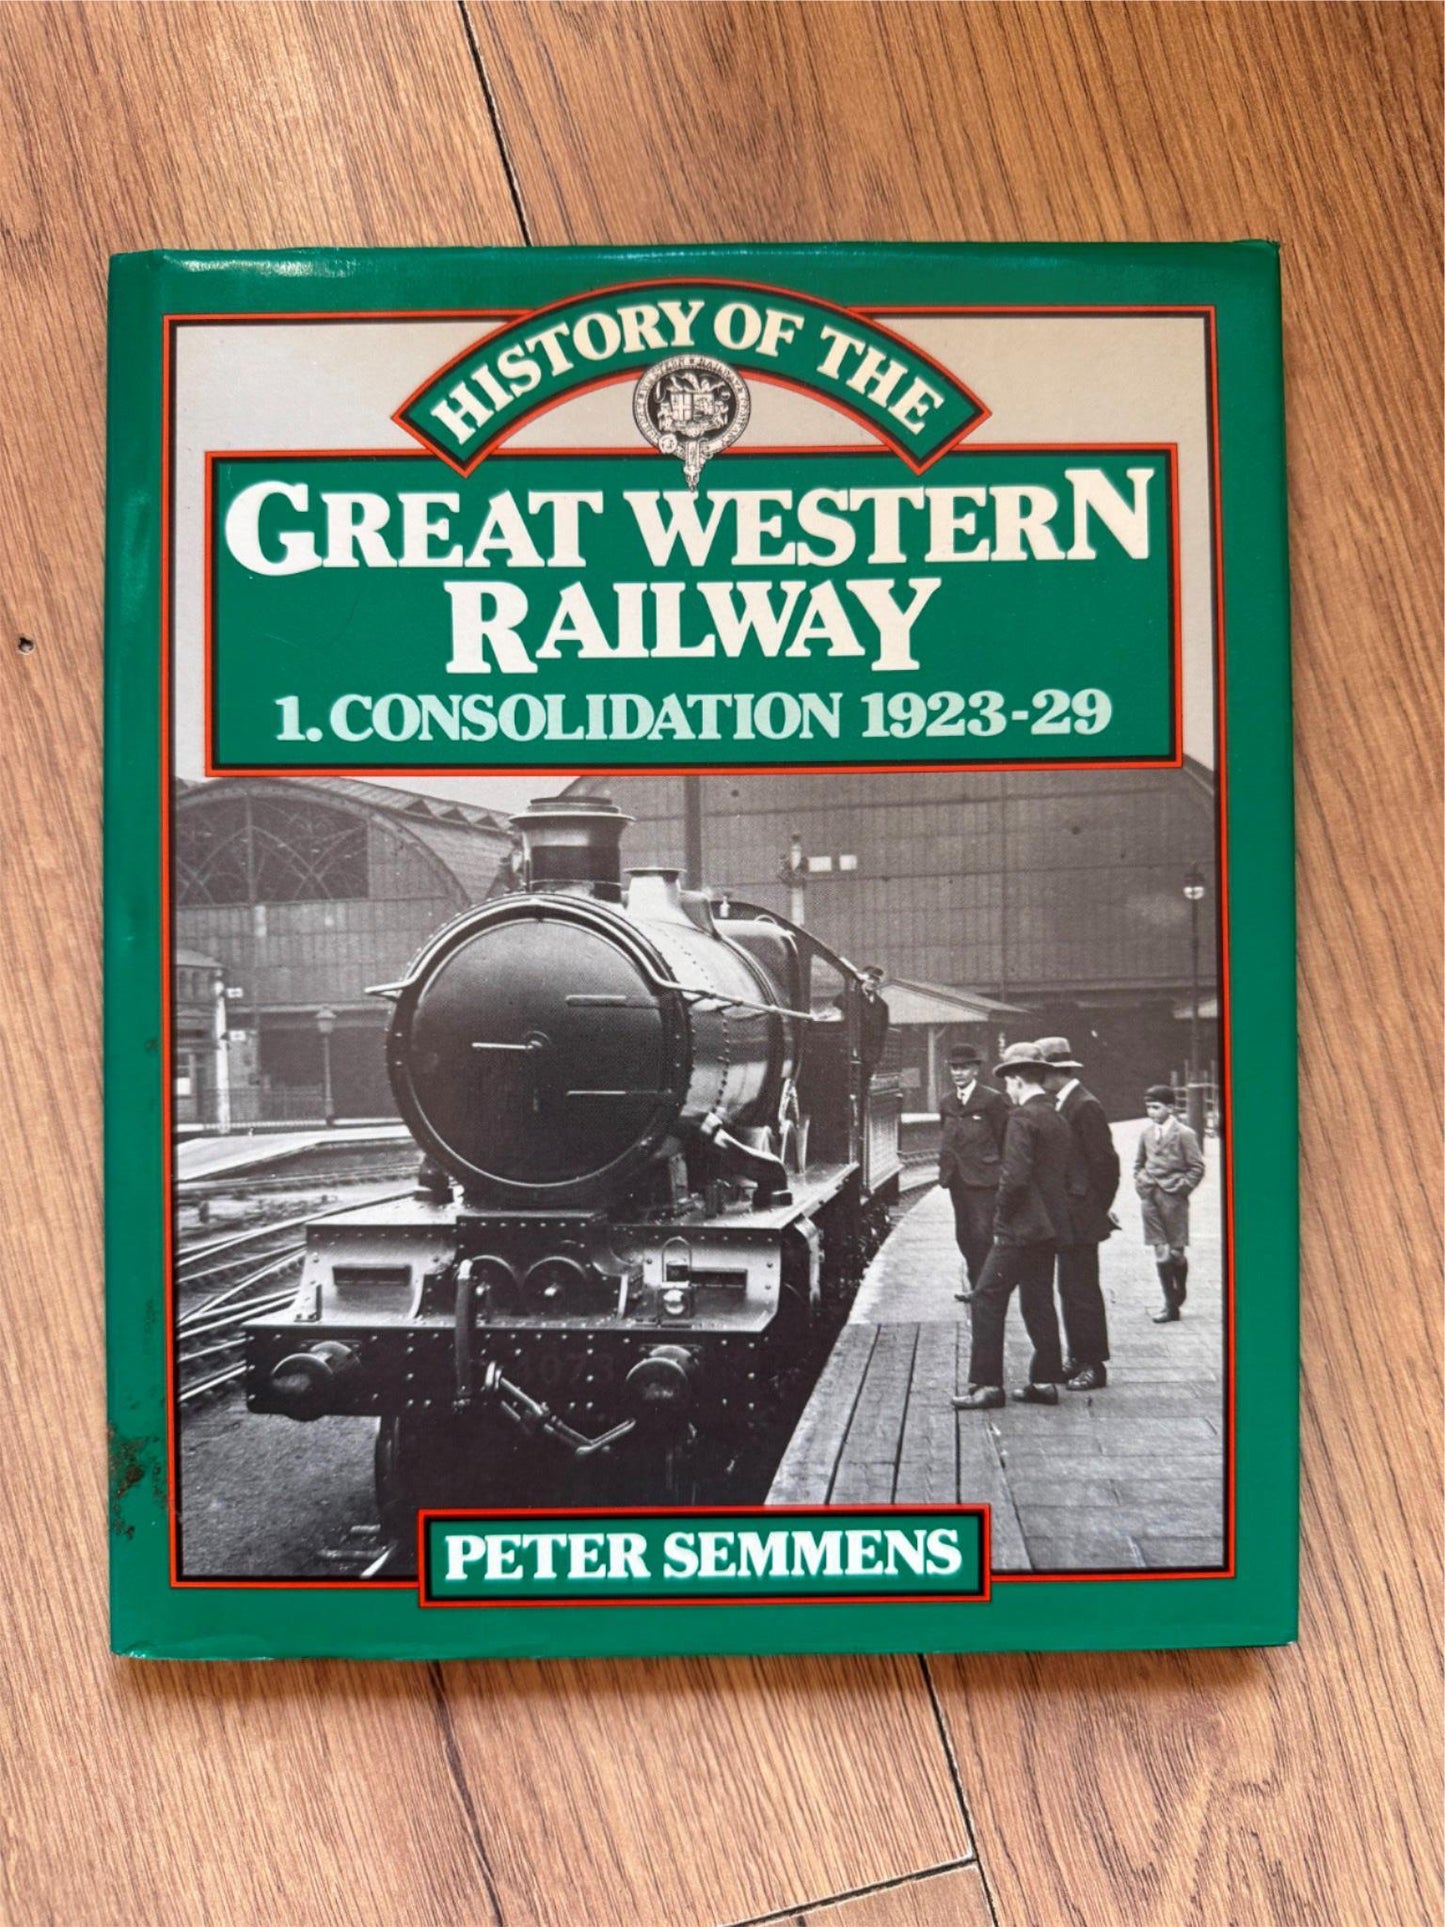 HISTORY OF THE
GREAT WESTERN
RAILWAY
1. CONSOLIDATION 1923-29
PETER SEMMENS